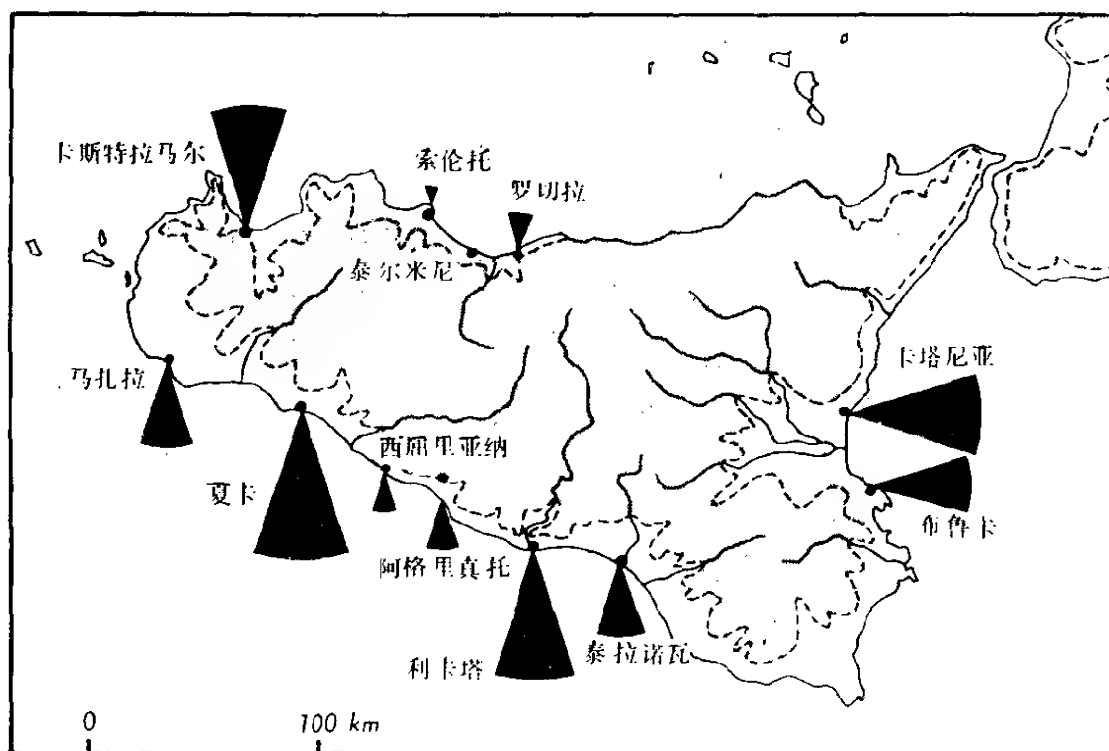 卡斯特拉马尔
索伦托
罗切拉
泰尔米尼
卡塔尼亚
马扎拉
西屈里亚纳
夏卡
布鲁卡
阿格里真托
泰拉诺瓦
利卡塔
0 100 km